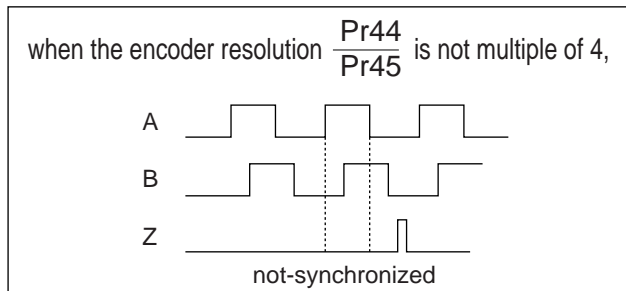 when the encoder resolution Pr44/Pr45 is not multiple of 4,
A
B
Z
not-synchronized